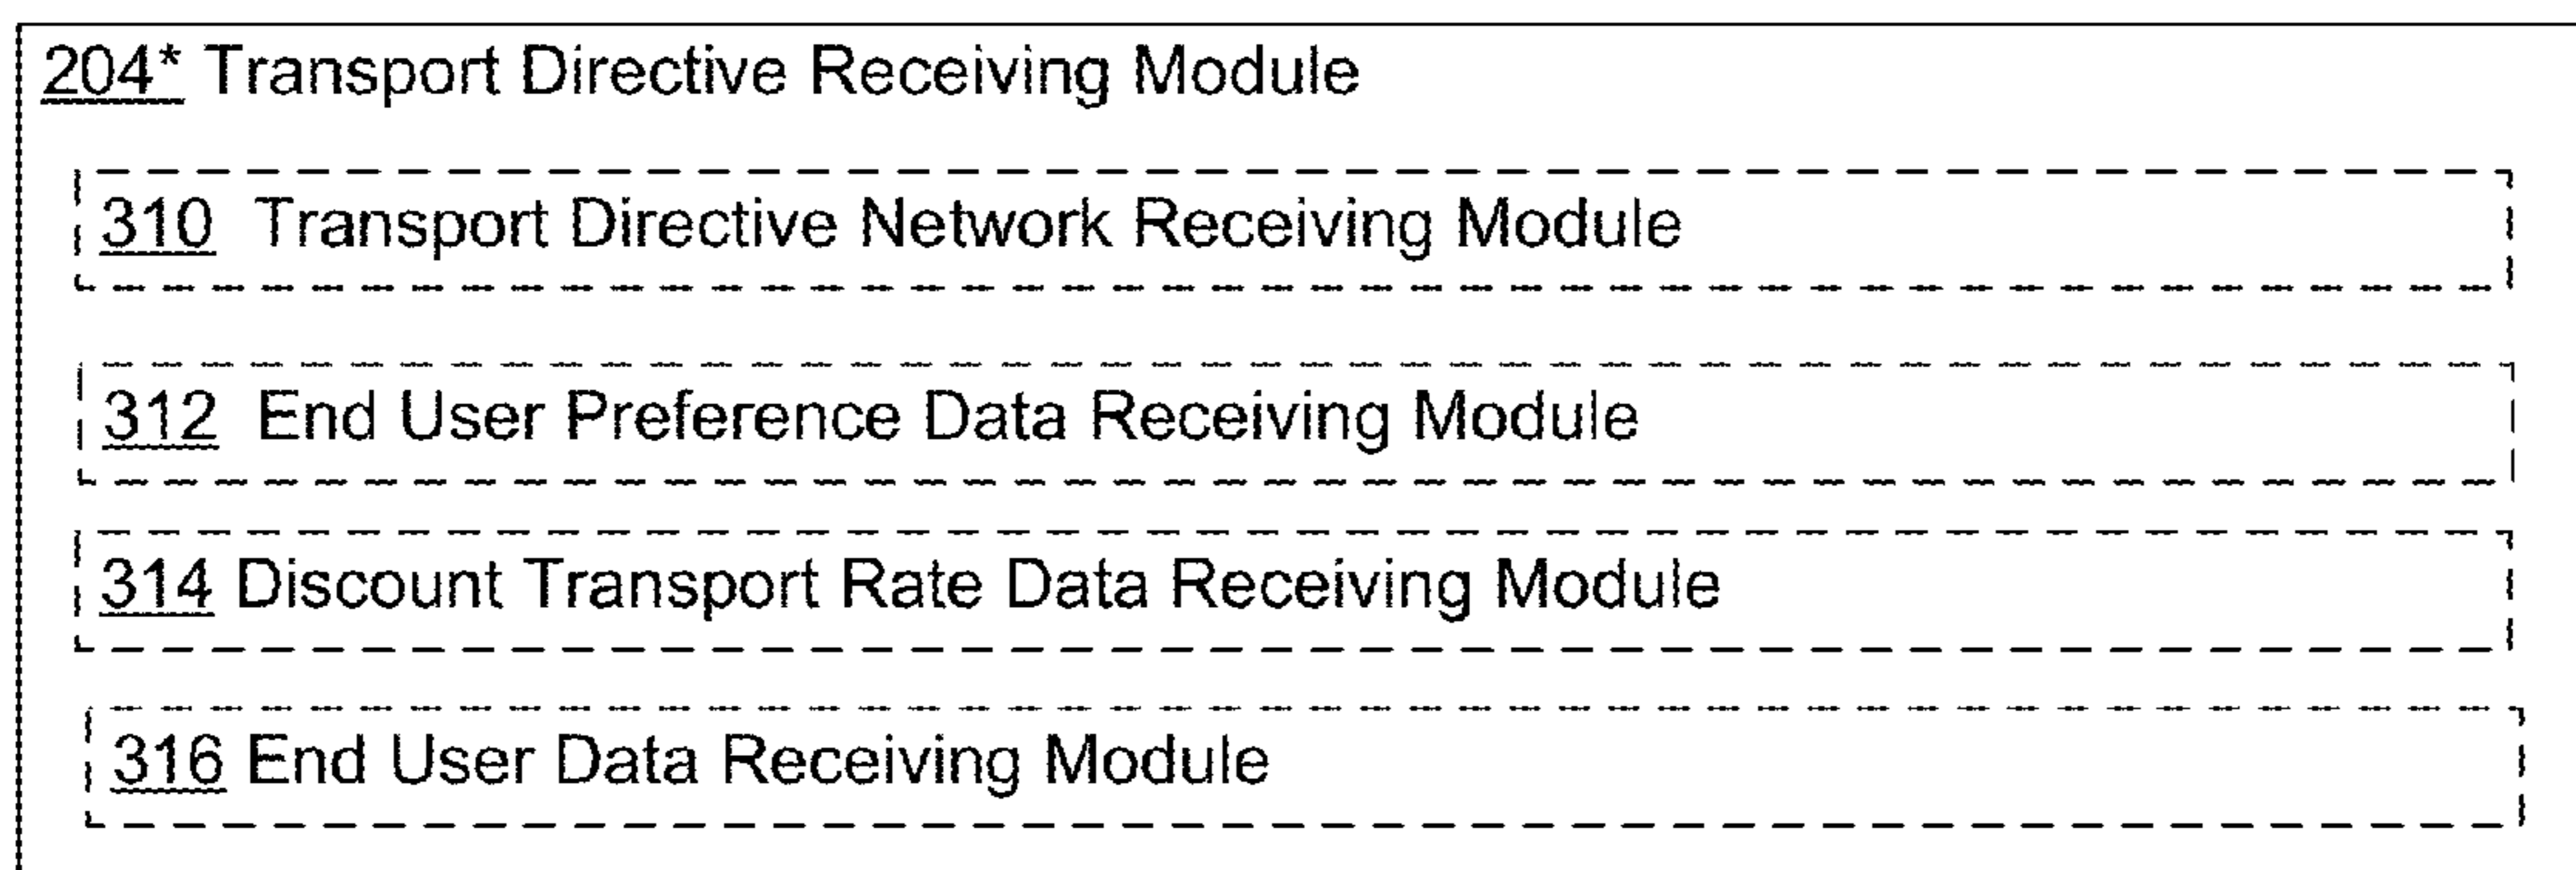 204* Transport Directive Receiving Module
310 Transport Directive Network Receiving Module
312 End User Preference Data Receiving Module
314 Discount Transport Rate Data Receiving Module
316 End User Data Receiving Module